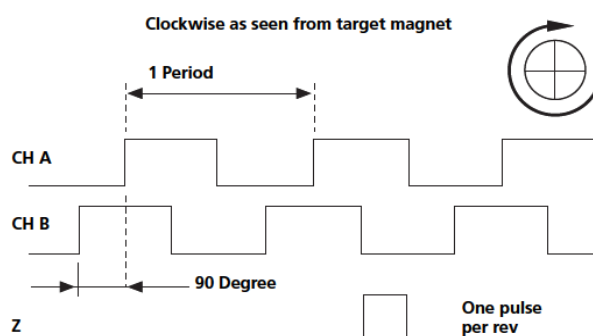 Clockwise as seen from target magnet
1 Period
CH A
CH B
90 Degree
Z
One pulse
per rev